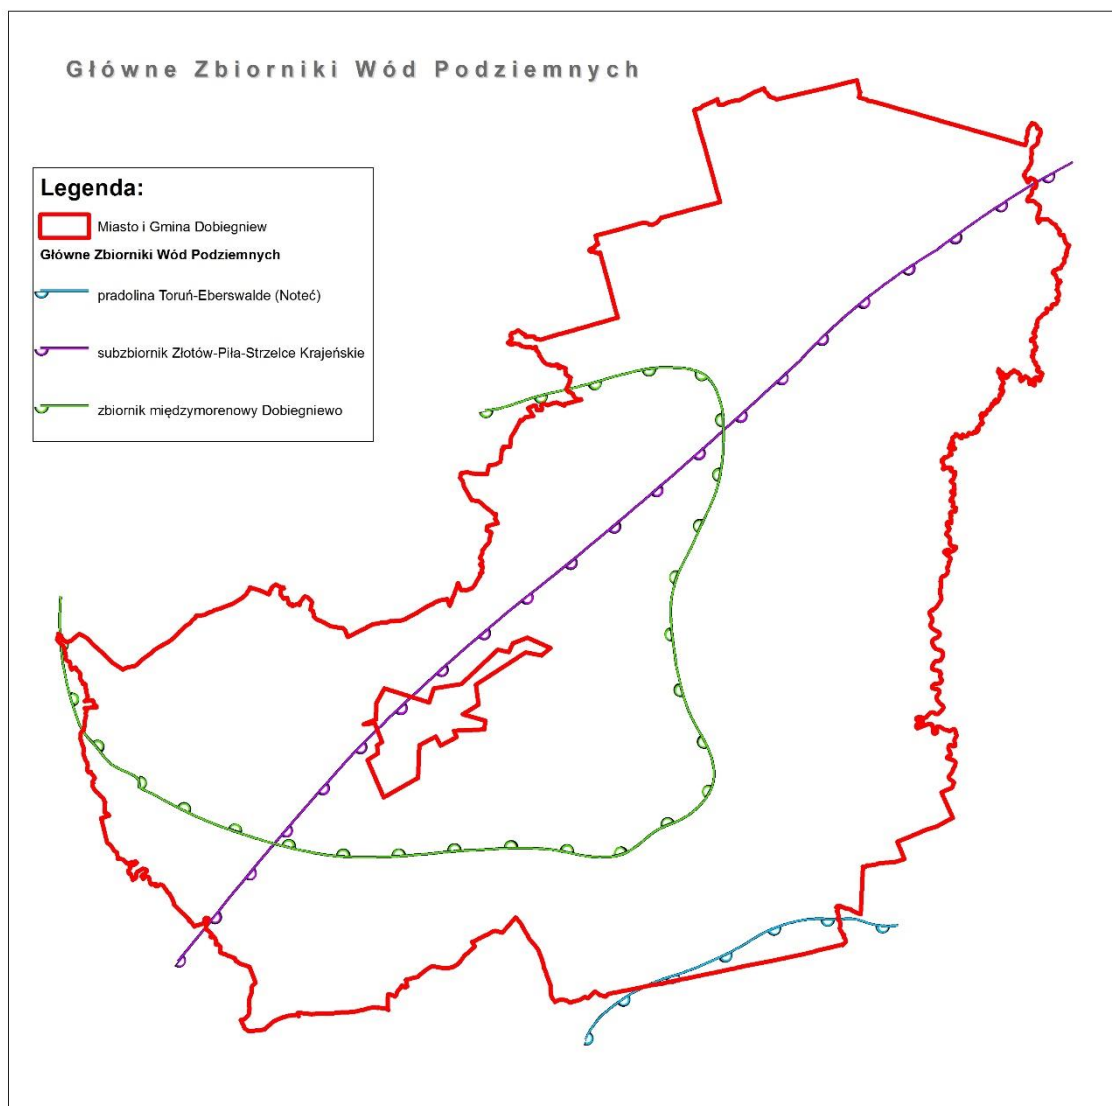 Główne Zbiorniki Wód Podziemnych
Legenda:
Miasto i Gmina Dobiegniew
Główne Zbiorniki Wód Podziemnych
pradolina Toruń-Eberswalde (Noteć)
subzbiornik Złotów-Piła-Strzelce Krajeńskie
zbiornik międzymorenowy Dobiegniewo